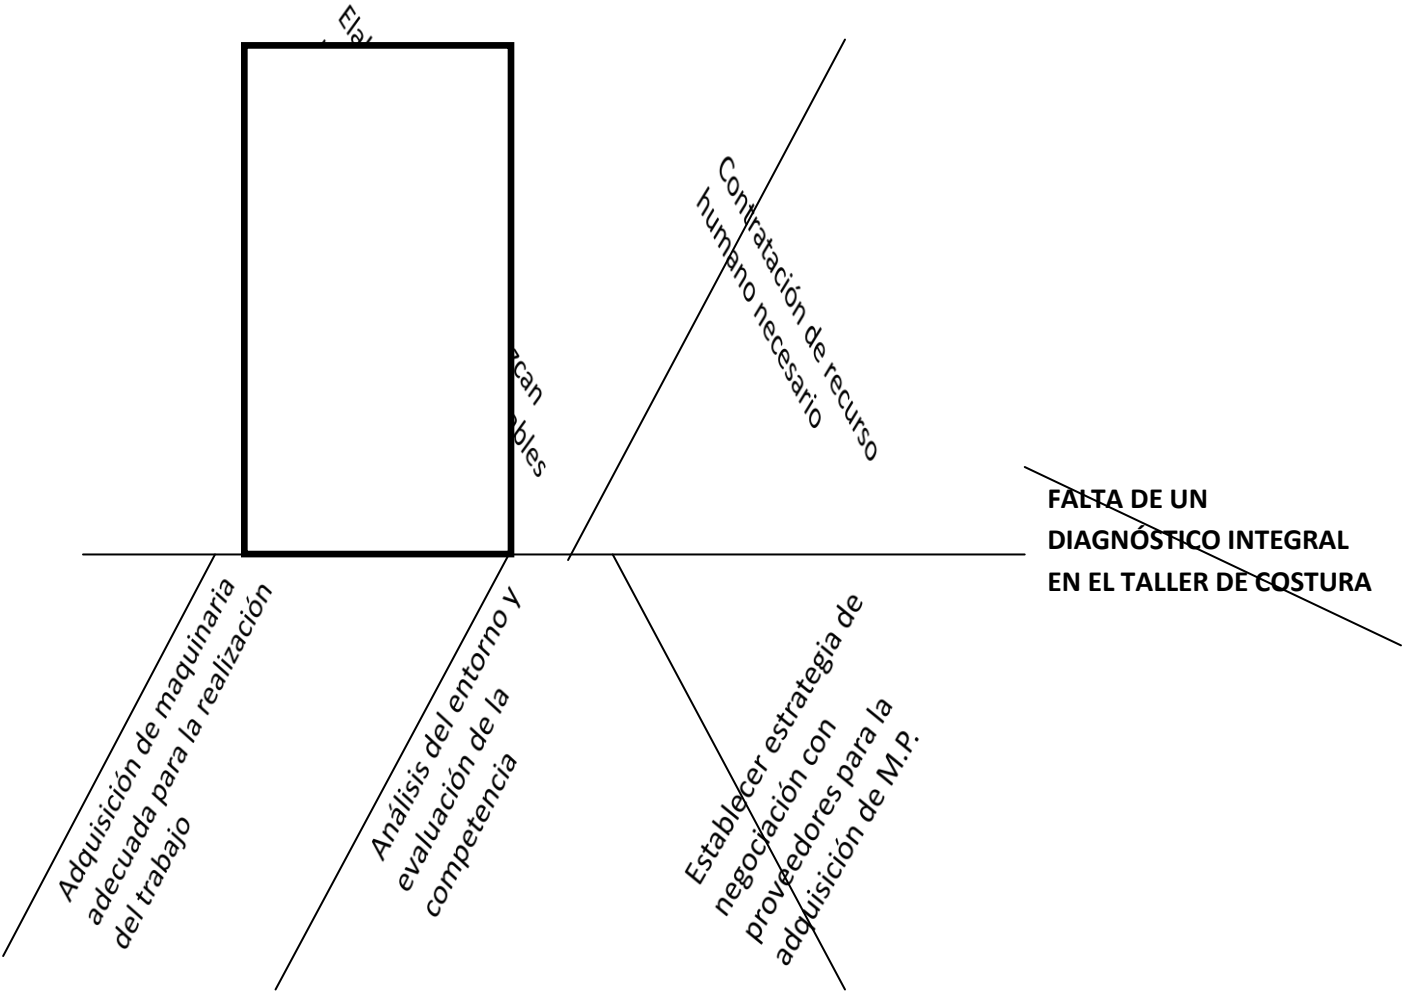 Contratación de recurso
humano necesario
FALTA DE UN
DIAGNÓSTICO INTEGRAL
EN EL TALLER DE COSTURA
Adquisición de maquinaria
adecuada para la realización
del trabajo
Análisis del entorno y
evaluación de la
competencia
Establecer estrategia de
negociación con
proveedores para la
adquisición de M.P.